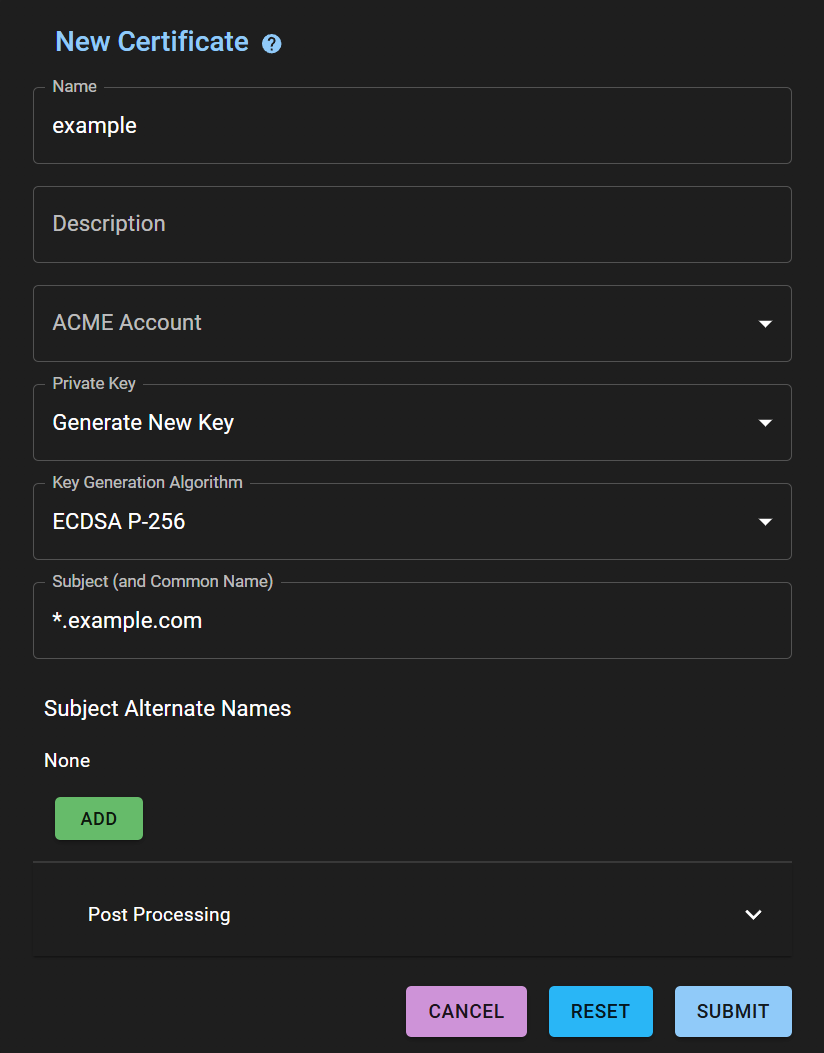 New Certificate ?
Name
example
Description
ACME Account
Private Key
Generate New Key
Key Generation Algorithm
ECDSA P-256
Subject (and Common Name)
*.example.com
Subject Alternate Names
None
ADD
Post Processing
CANCEL RESET SUBMIT